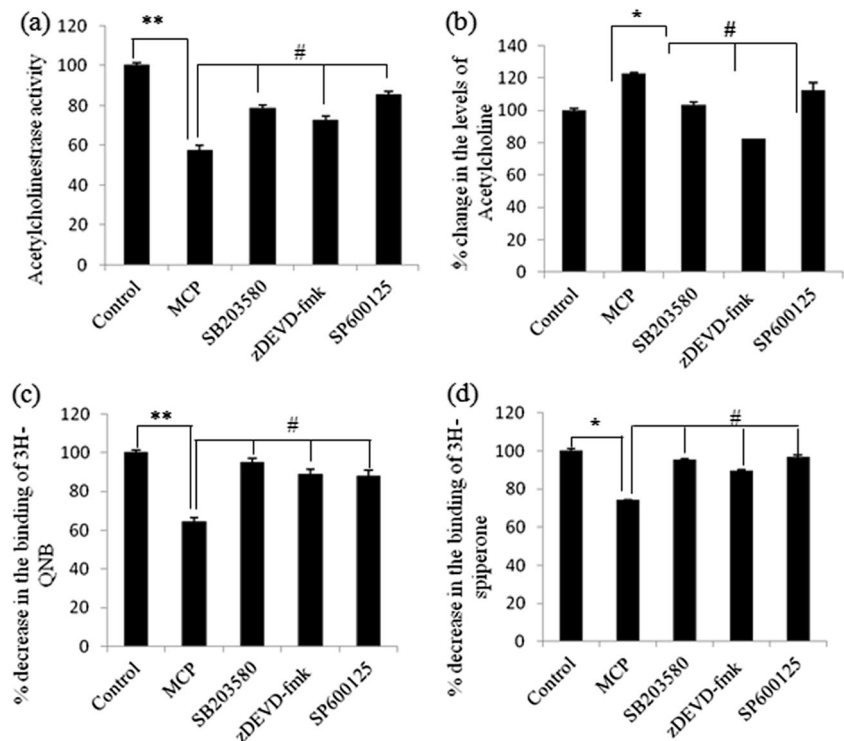 (a)
Acetylcholinestrase activity
120
100
80
60
40
20
0
**
#
Control
MCP
SB203580
zDEVD-fmk
SP600125
(b)
% change in the levels of
Acetylcholine
140
120
100
80
60
40
20
0
*
#
Control
MCP
SB203580
zDEVD-fmk
SP600125
(c)
% decrease in the binding of 3H-
QNB
120
100
80
60
40
20
0
**
#
Control
MCP
SB203580
zDEVD-fmk
SP600125
(d)
% decrease in the binding of 3H-
spiperone
120
100
80
60
40
20
0
*
#
Control
MCP
SB203580
zDEVD-fmk
SP600125